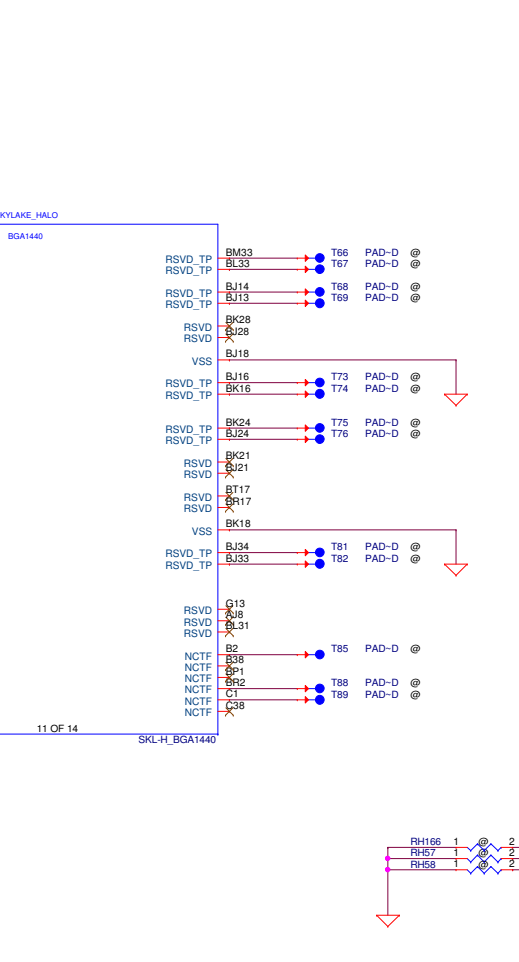 KYLAKE_HALO
BGA1440
RSVD_TP BM33 T66 PAD~D @
RSVD_TP BL33 T67 PAD~D @
RSVD_TP BJ14 T68 PAD~D @
RSVD_TP BJ13 T69 PAD~D @
RSVD BK28
RSVD BJ28
VSS BJ18
RSVD_TP BJ16 T73 PAD~D @
RSVD_TP BK16 T74 PAD~D @
RSVD_TP BK24 T75 PAD~D @
RSVD_TP BJ24 T76 PAD~D @
RSVD BK21
RSVD BJ21
RSVD BT17
RSVD BR17
VSS BK18
RSVD_TP BJ34 T81 PAD~D @
RSVD_TP BJ33 T82 PAD~D @
RSVD G13
RSVD AJ8
RSVD BL31
NCTF B2 T85 PAD~D @
NCTF B38
NCTF BP1
NCTF BR2 T88 PAD~D @
NCTF C1 T89 PAD~D @
NCTF C38
11 OF 14
SKL-H_BGA1440
RH166 1 @ 2
RH57 1 @ 2
RH58 1 @ 2